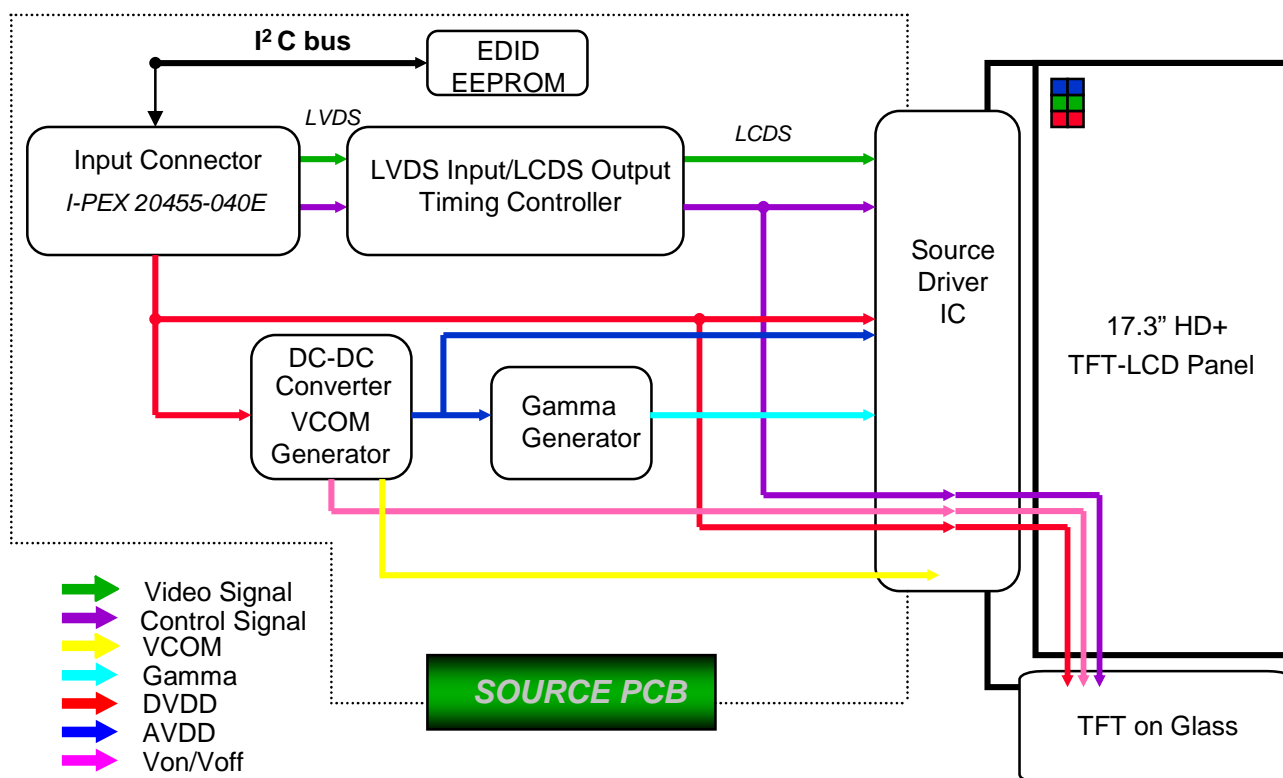 I² C bus
EDID
EEPROM
LVDS
LCDS
Input Connector
I-PEX 20455-040E
LVDS Input/LCDS Output
Timing Controller
Source
Driver
IC
17.3” HD+
TFT-LCD Panel
DC-DC
Converter
VCOM
Generator
Gamma
Generator
Video Signal
Control Signal
VCOM
Gamma
DVDD
AVDD
Von/Voff
SOURCE PCB
TFT on Glass